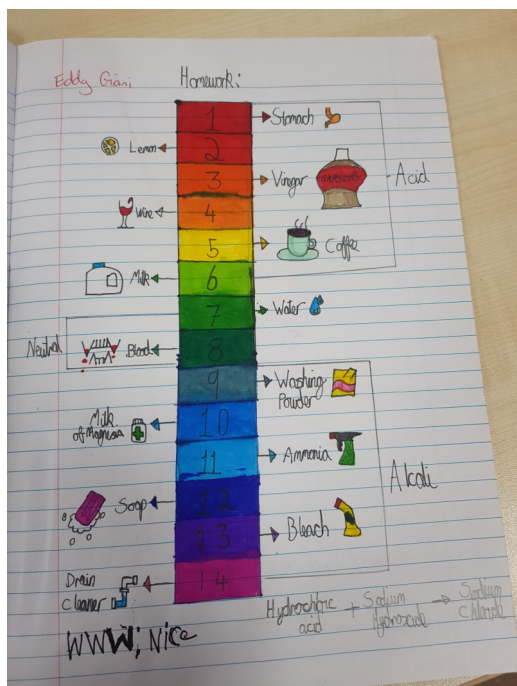 Eddy Giani
Homework:
1 Stomach
Lemon 2
3 Vinegar
Acid
Wine 4
5 Coffee
Milk 6
7 Water
Neutral
Blood 8
9 Washing
Powder
Milk
of Magnesia 10
11 Ammonia
Alkali
Soap 12
13 Bleach
Drain
Cleaner 14
Hydrochloric
acid + Sodium
Hydroxide → Sodium
Chloride
WWW; Nice